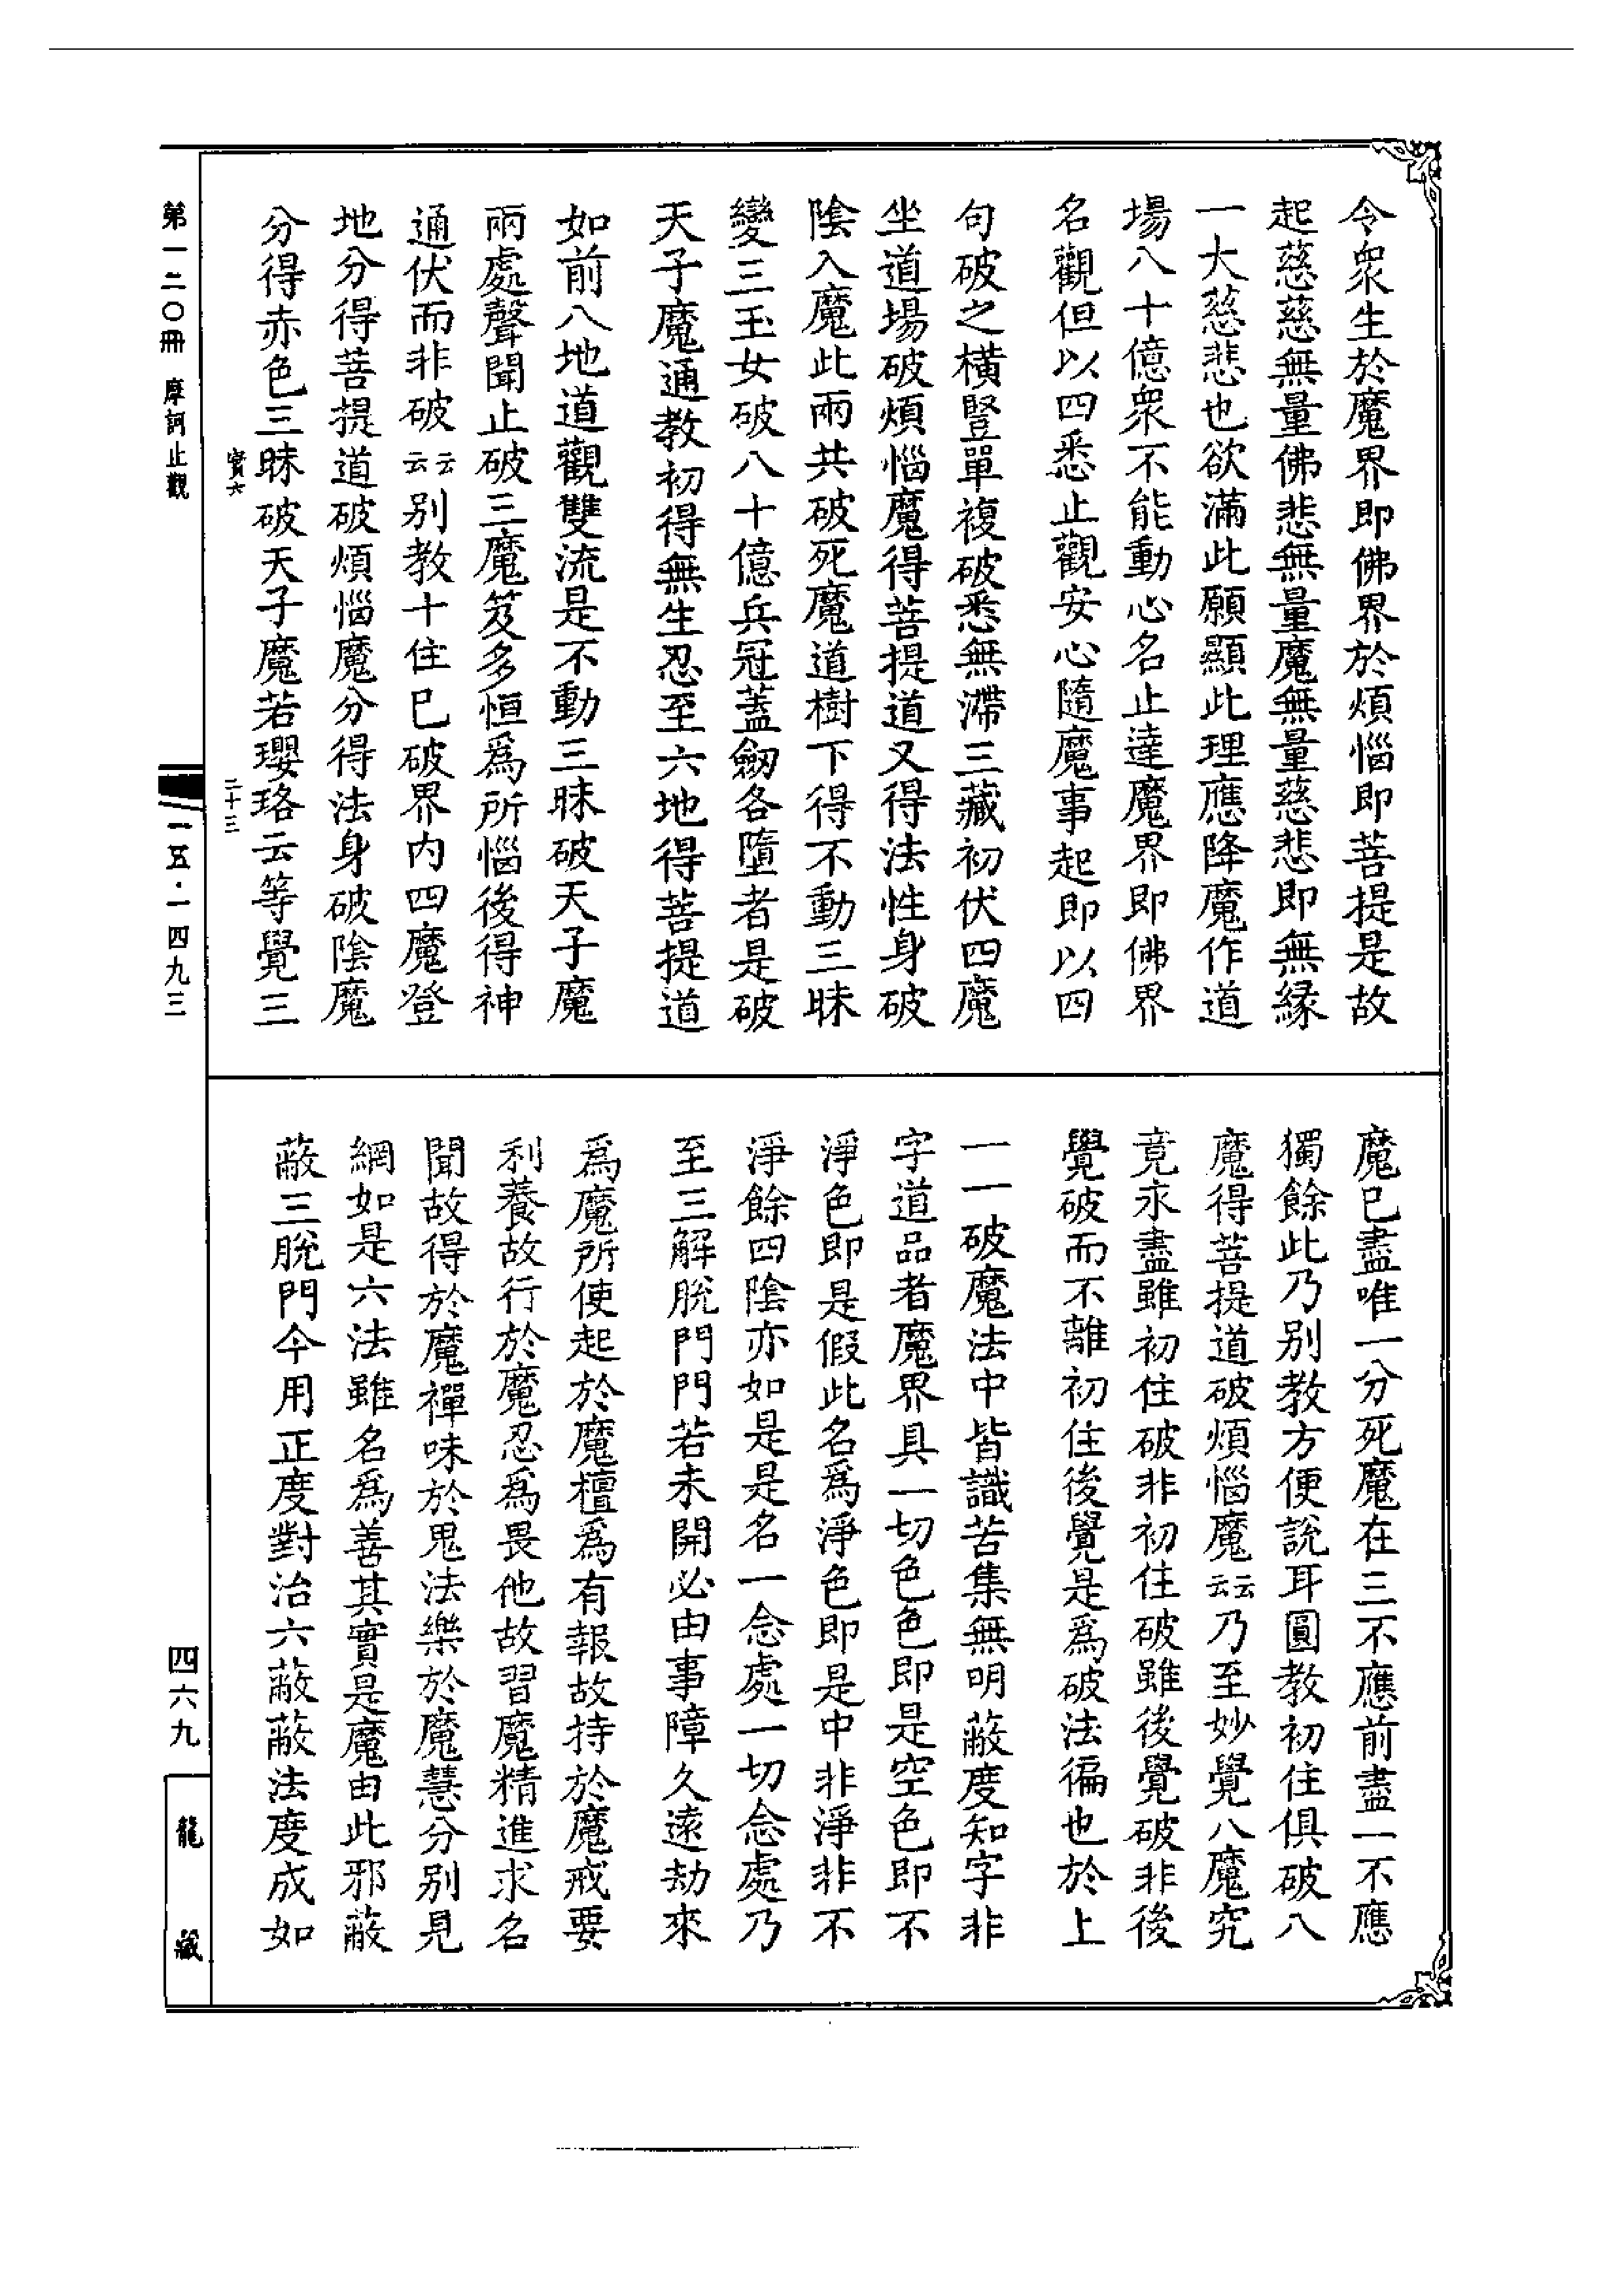 令衆生於魔界即佛界於煩惱即菩提是故
起慈慈無量佛悲無量魔無量慈悲即無緣
一大慈悲也欲滿此願顯此理應降魔作道
場八十億衆不能動心名止達魔界即佛界
名觀但以四悉止觀安心隨魔事起即以四
句破之橫豎單複破悉無滯三藏初伏四魔
坐道場破煩惱魔得菩提道又得法性身破
陰入魔此兩共破死魔道樹下得不動三昧
變三玉女破八十億兵冠蓋劒各墮者是破
天子魔通教初得無生忍至六地得菩提道
如前八地道觀雙流是不動三昧破天子魔
兩處聲聞止破三魔笈多恒爲所惱後得神
通伏而非破云云别教十住已破界内四魔登
地分得菩提道破煩惱魔分得法身破陰魔
分得赤色三昧破天子魔若瓔珞云等覺三
寶六
二十三
魔已盡唯一分死魔在三不應前盡一不應
獨餘此乃别教方便說耳圓教初住俱破八
魔得菩提道破煩惱魔云云乃至妙覺八魔究
竟永盡雖初住破非初住破雖後覺破非後
覺破而不離初住後覺是爲破法徧也於上
一一破魔法中皆識苦集無明蔽度知字非
字道品者魔界具一切色色即是空色即不
淨色即是假此名爲淨色即是中非淨非不
淨餘四陰亦如是是名一念處一切念處乃
至三解脫門門若未開必由事障久遠劫來
爲魔所使起於魔檀爲有報故持於魔戒要
利養故行於魔忍爲畏他故習魔精進求名
聞故得於魔禪味於鬼法樂於魔慧分别見
網如是六法雖名爲善其實是魔由此邪蔽
蔽三脫門今用正度對治六蔽蔽法度成如
第一二〇冊 摩訶止觀
一五·一四九三
四六九
龍藏